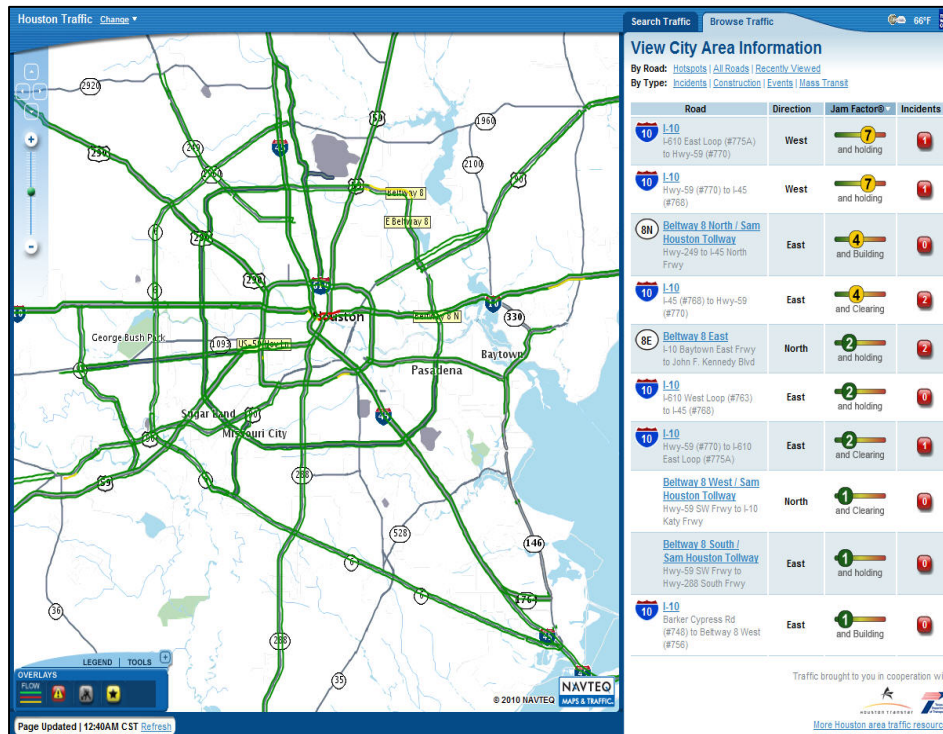 Houston Traffic Change
Search Traffic
Browse Traffic
66°F
View City Area Information
By Road: Hotspots | All Roads | Recently Viewed
By Type: Incidents | Construction | Events | Mass Transit
Road Direction Jam Factor® Incidents
10 I-10
I-610 East Loop (#775A)
to Hwy-59 (#770)
West
7
and holding
1
10 I-10
Hwy-59 (#770) to I-45
(#768)
West
7
and holding
1
8N Beltway 8 North / Sam
Houston Tollway
Hwy-249 to I-45 North
Frwy
East
4
and Building
0
10 I-10
I-45 (#768) to Hwy-59
(#770)
East
4
and Clearing
2
8E Beltway 8 East
I-10 Baytown East Frwy
to John F. Kennedy Blvd
North
2
and holding
2
10 I-10
I-610 West Loop (#763)
to I-45 (#768)
East
2
and holding
0
10 I-10
Hwy-59 (#770) to I-610
East Loop (#775A)
East
2
and Clearing
1
Beltway 8 West / Sam
Houston Tollway
Hwy-59 SW Frwy to I-10
Katy Frwy
North
1
and Clearing
0
Beltway 8 South /
Sam Houston Tollway
Hwy-59 SW Frwy to
Hwy-288 South Frwy
East
1
and holding
0
10 I-10
Barker Cypress Rd
(#748) to Beltway 8 West
(#756)
East
1
and Building
0
Traffic brought to you in cooperation wi
houston transtar
More Houston area traffic resourc
2920
59
1960
249
290
45
2100
Beltway 8
E Beltway 8
6
290
10
Houston
330
Beltway 8 N
George Bush Park
1093
Baytown
Pasadena
Sugar Land
Missouri City
90
45
59
288
528
146
6
6
36
288
35
45
LEGEND | TOOLS
OVERLAYS
FLOW
© 2010 NAVTEQ
NAVTEQ
MAPS & TRAFFIC
Page Updated | 12:40AM CST Refresh